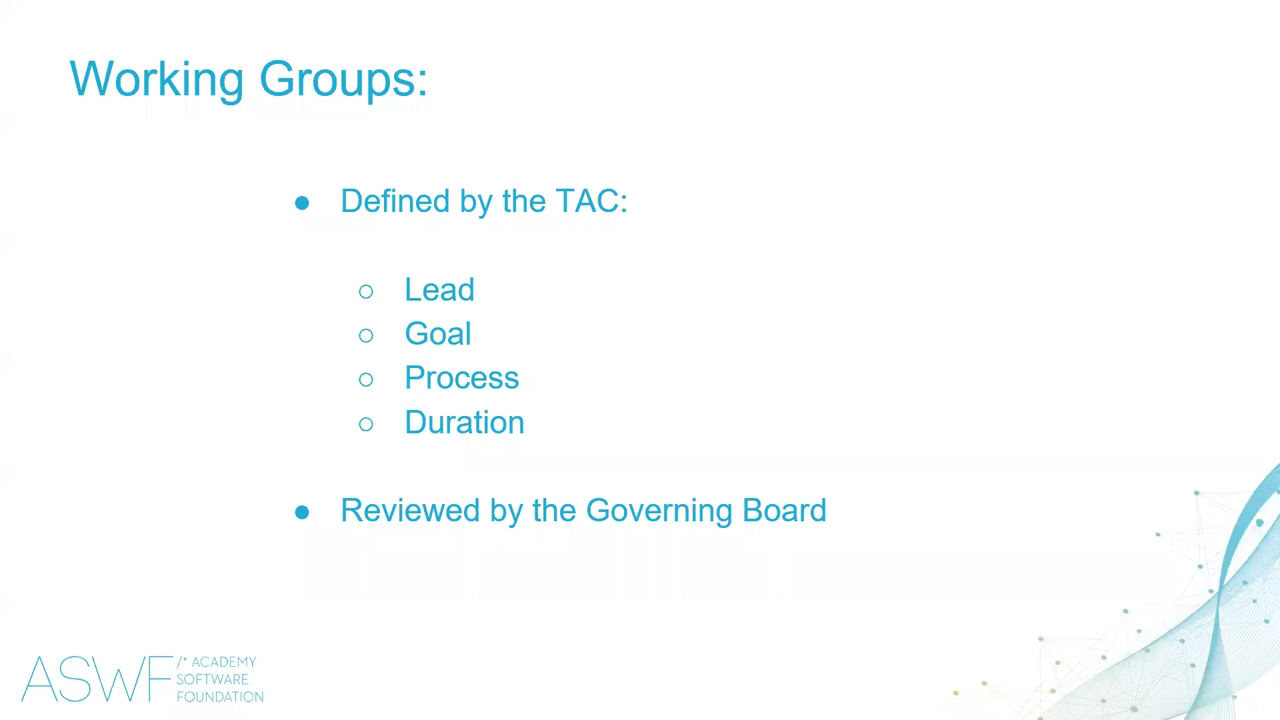 Working Groups:
● Defined by the TAC:
○ Lead
○ Goal
○ Process
○ Duration
● Reviewed by the Governing Board
ASWF /* ACADEMY
SOFTWARE
FOUNDATION